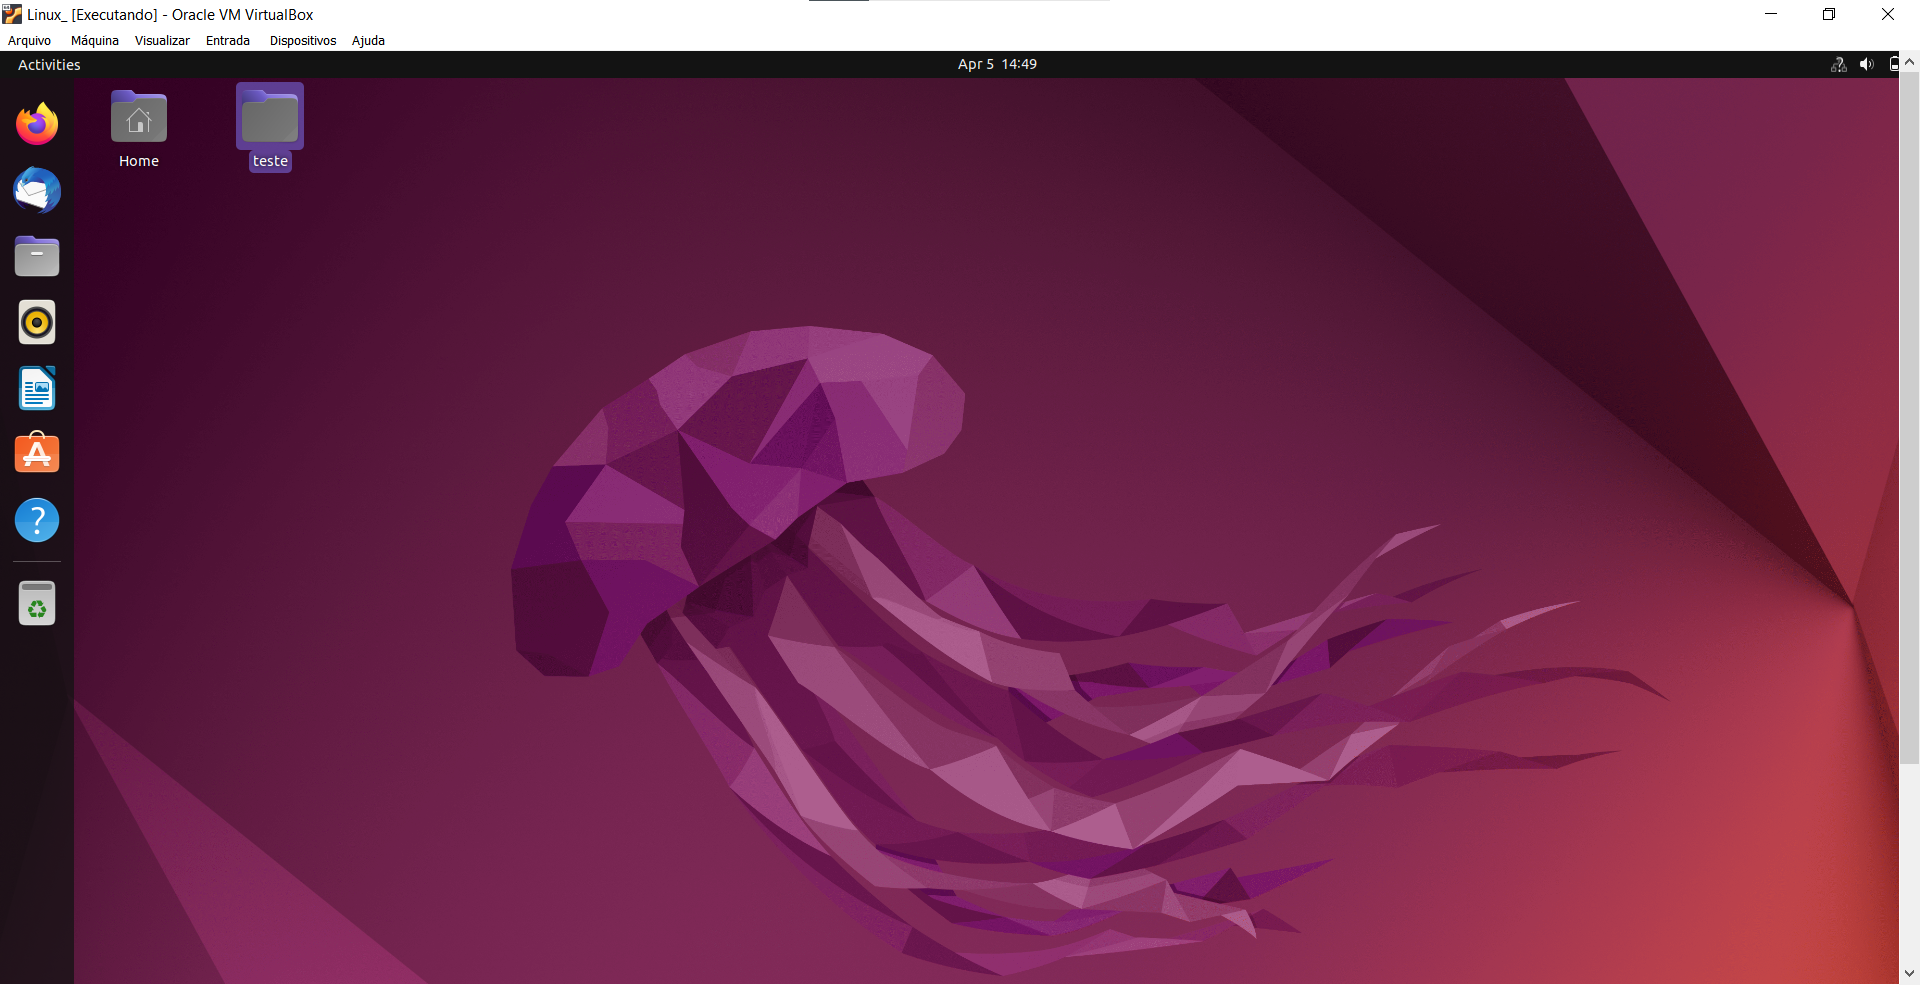 Linux_ [Executando] - Oracle VM VirtualBox
Arquivo Máquina Visualizar Entrada Dispositivos Ajuda
Activities Apr 5 14:49
Home teste